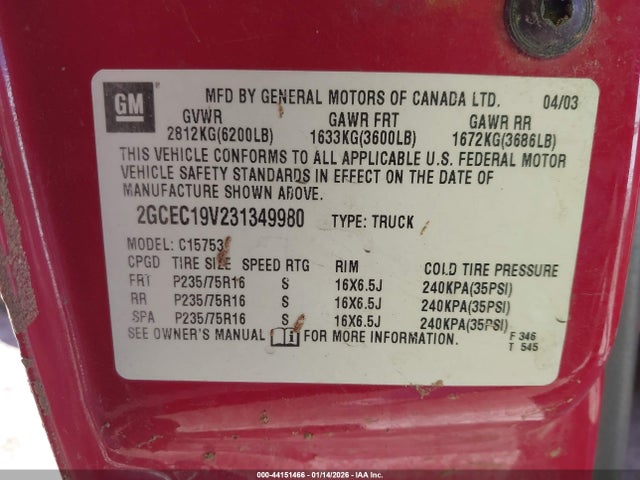 GM
MFD BY GENERAL MOTORS OF CANADA LTD. 04/03
GVWR GAWR FRT GAWR RR
2812KG(6200LB) 1633KG(3600LB) 1672KG(3686LB)
THIS VEHICLE CONFORMS TO ALL APPLICABLE U.S. FEDERAL MOTOR
VEHICLE SAFETY STANDARDS IN EFFECT ON THE DATE OF
MANUFACTURE SHOWN ABOVE.
2GCEC19V231349980 TYPE: TRUCK
MODEL: C15753
CPGD TIRE SIZE SPEED RTG RIM COLD TIRE PRESSURE
FRT P235/75R16 S 16X6.5J 240KPA(35PSI)
RR P235/75R16 S 16X6.5J 240KPA(35PSI)
SPA P235/75R16 S 16X6.5J 240KPA(35PSI)
SEE OWNER'S MANUAL FOR MORE INFORMATION.
F 346
T 545
000-44151466 - 01/14/2026 - IAA Inc.